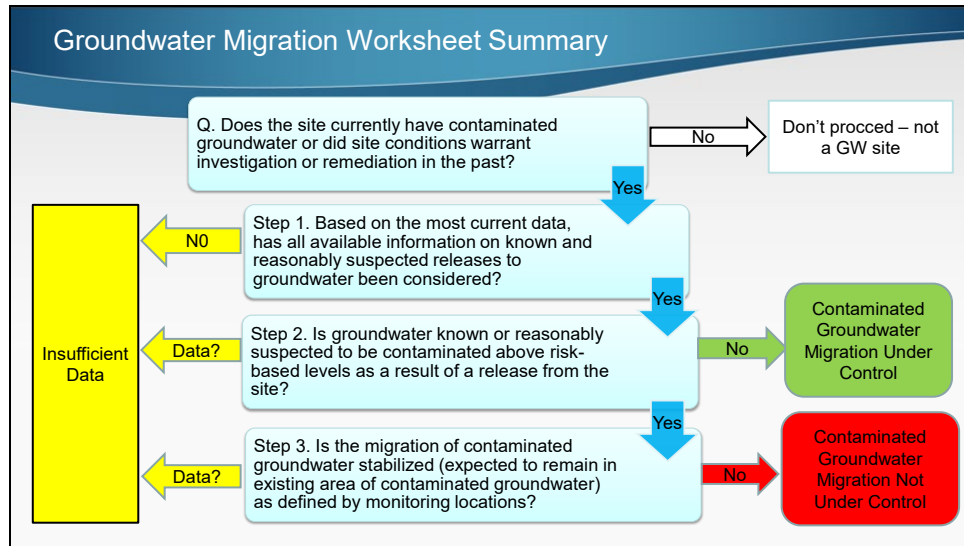 Groundwater Migration Worksheet Summary
Q. Does the site currently have contaminated
groundwater or did site conditions warrant
investigation or remediation in the past?
No
Don't procced – not
a GW site
Yes
Step 1. Based on the most current data,
has all available information on known and
reasonably suspected releases to
groundwater been considered?
N0
Yes
Insufficient
Data
Step 2. Is groundwater known or reasonably
suspected to be contaminated above risk-
based levels as a result of a release from the
site?
Data?
No
Contaminated
Groundwater
Migration Under
Control
Yes
Step 3. Is the migration of contaminated
groundwater stabilized (expected to remain in
existing area of contaminated groundwater)
as defined by monitoring locations?
Data?
No
Contaminated
Groundwater
Migration Not
Under Control